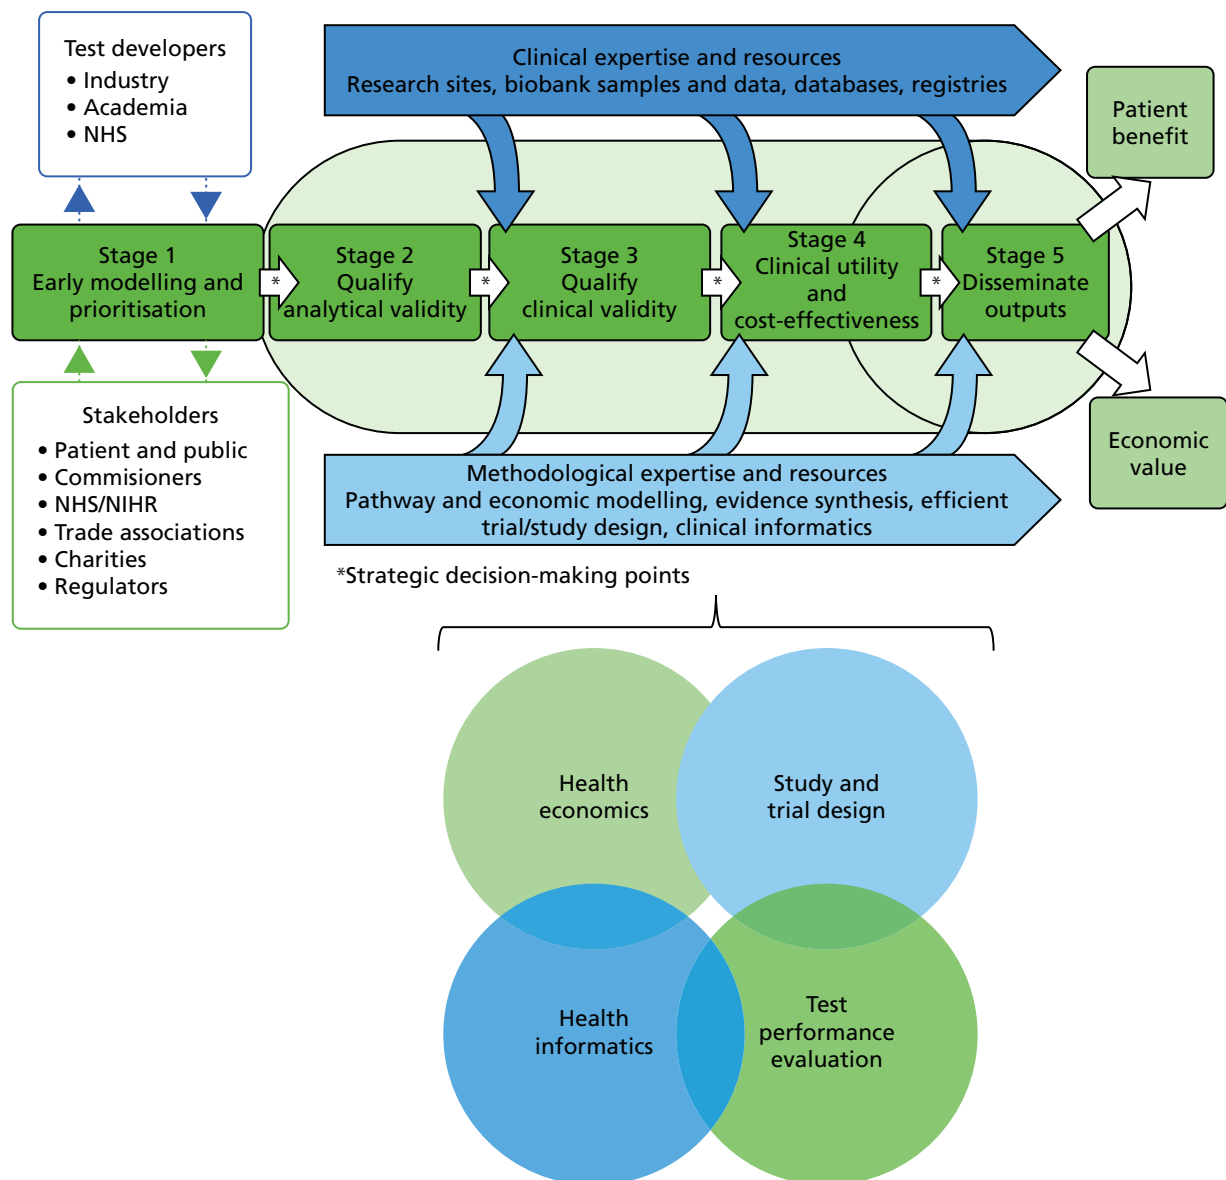 Test developers
• Industry
• Academia
• NHS
Clinical expertise and resources
Research sites, biobank samples and data, databases, registries
Patient
benefit
Stage 1
Early modelling and
prioritisation
*
Stage 2
Qualify
analytical validity
*
Stage 3
Qualify
clinical validity
*
Stage 4
Clinical utility
and
cost-effectiveness
*
Stage 5
Disseminate
outputs
Stakeholders
• Patient and public
• Commisioners
• NHS/NIHR
• Trade associations
• Charities
• Regulators
Methodological expertise and resources
Pathway and economic modelling, evidence synthesis, efficient
trial/study design, clinical informatics
Economic
value
*Strategic decision-making points
Health
economics
Study and
trial design
Health
informatics
Test
performance
evaluation